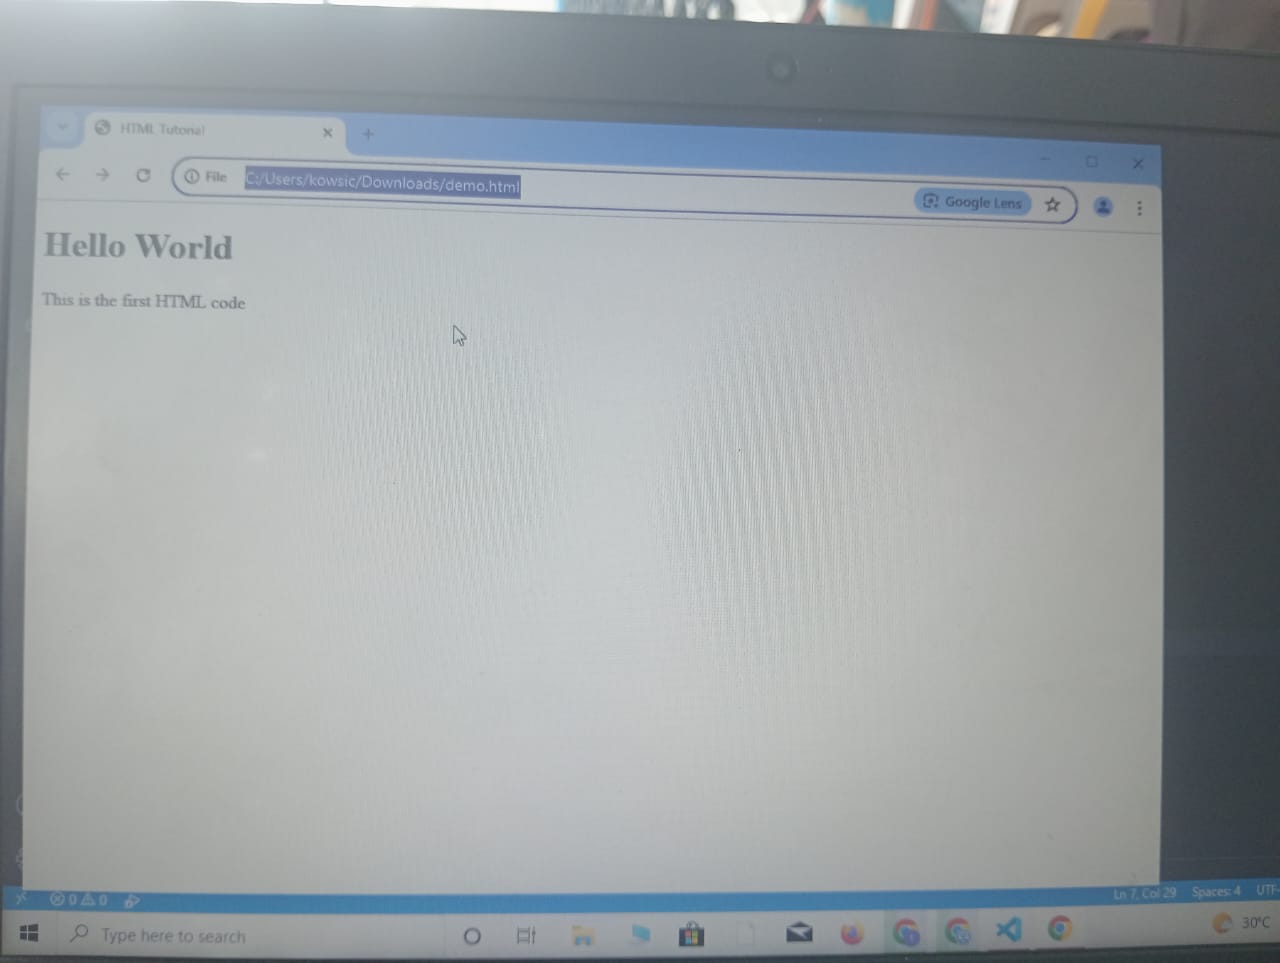 HTML Tutorial
File C:/Users/kowsic/Downloads/demo.html Google Lens
Hello World
This is the first HTML code
0 0 Ln 7, Col 29 Spaces: 4 UTF-
Type here to search 30°C